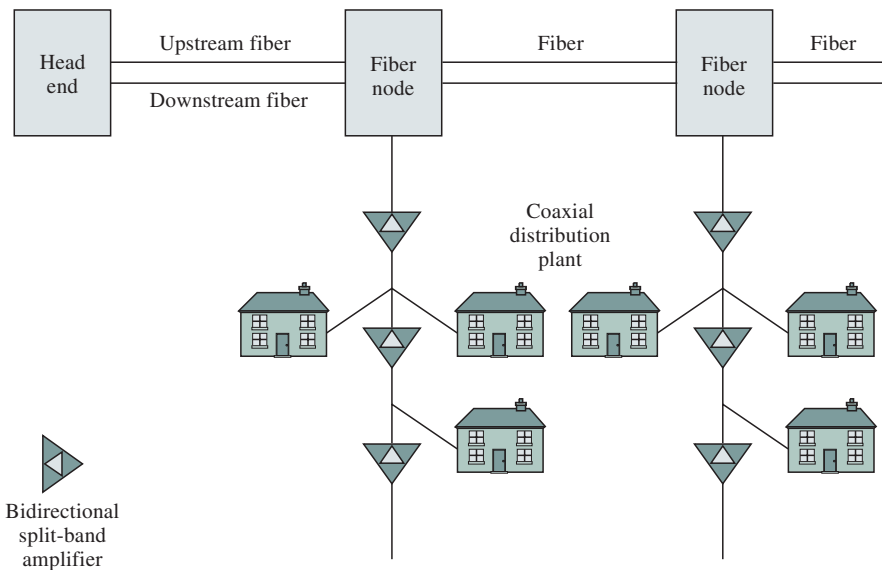 Head
end
Upstream fiber
Downstream fiber
Fiber
node
Fiber
Fiber
node
Fiber
Coaxial
distribution
plant
Bidirectional
split-band
amplifier